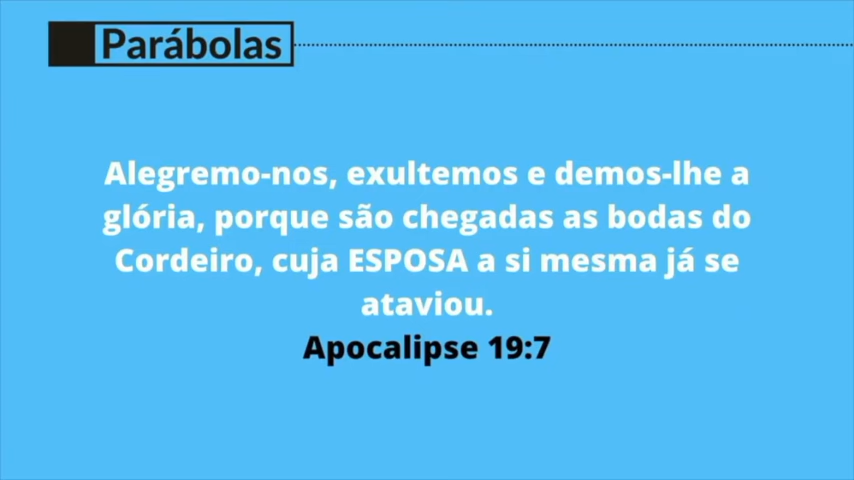 Parábolas
Alegremo-nos, exultemos e demos-lhe a
glória, porque são chegadas as bodas do
Cordeiro, cuja ESPOSA a si mesma já se
ataviou.
Apocalipse 19:7